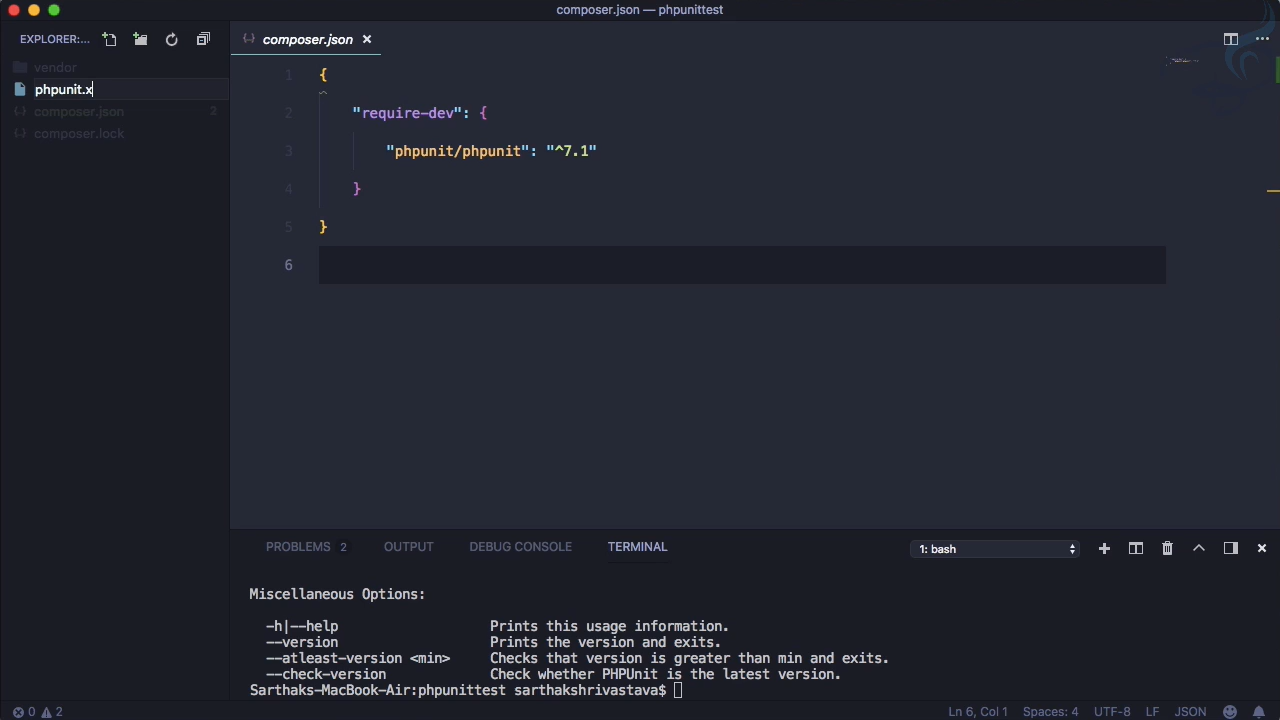 composer.json — phpunittest
EXPLORER:...
vendor
phpunit.x
composer.json 2
composer.lock
composer.json
1 {
2 "require-dev": {
3 "phpunit/phpunit": "^7.1"
4 }
5 }
6
PROBLEMS 2 OUTPUT DEBUG CONSOLE TERMINAL 1: bash
Miscellaneous Options:
-h|--help Prints this usage information.
--version Prints the version and exits.
--atleast-version <min> Checks that version is greater than min and exits.
--check-version Check whether PHPUnit is the latest version.
Sarthaks-MacBook-Air:phpunittest sarthakshrivastava$
0 2 Ln 6, Col 1 Spaces: 4 UTF-8 LF JSON